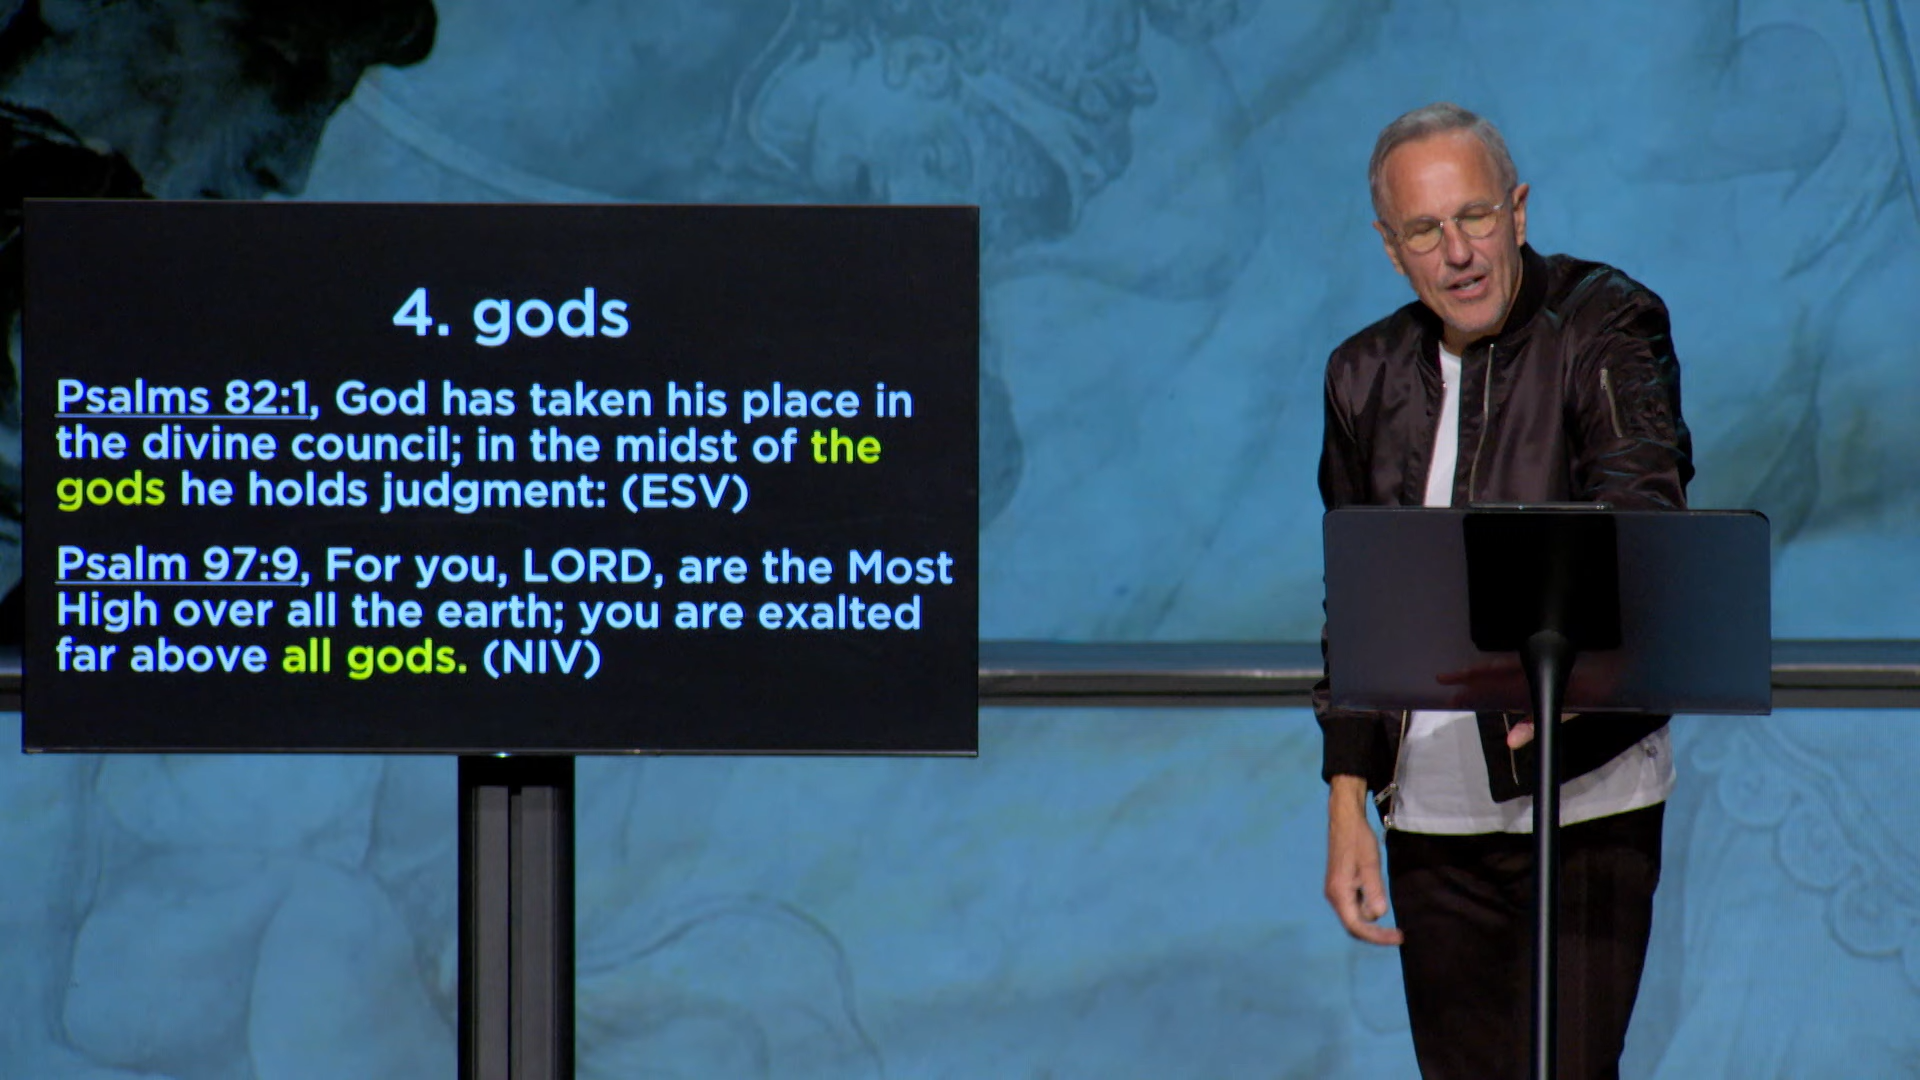 4. gods
Psalms 82:1, God has taken his place in
the divine council; in the midst of the
gods he holds judgment: (ESV)
Psalm 97:9, For you, LORD, are the Most
High over all the earth; you are exalted
far above all gods. (NIV)